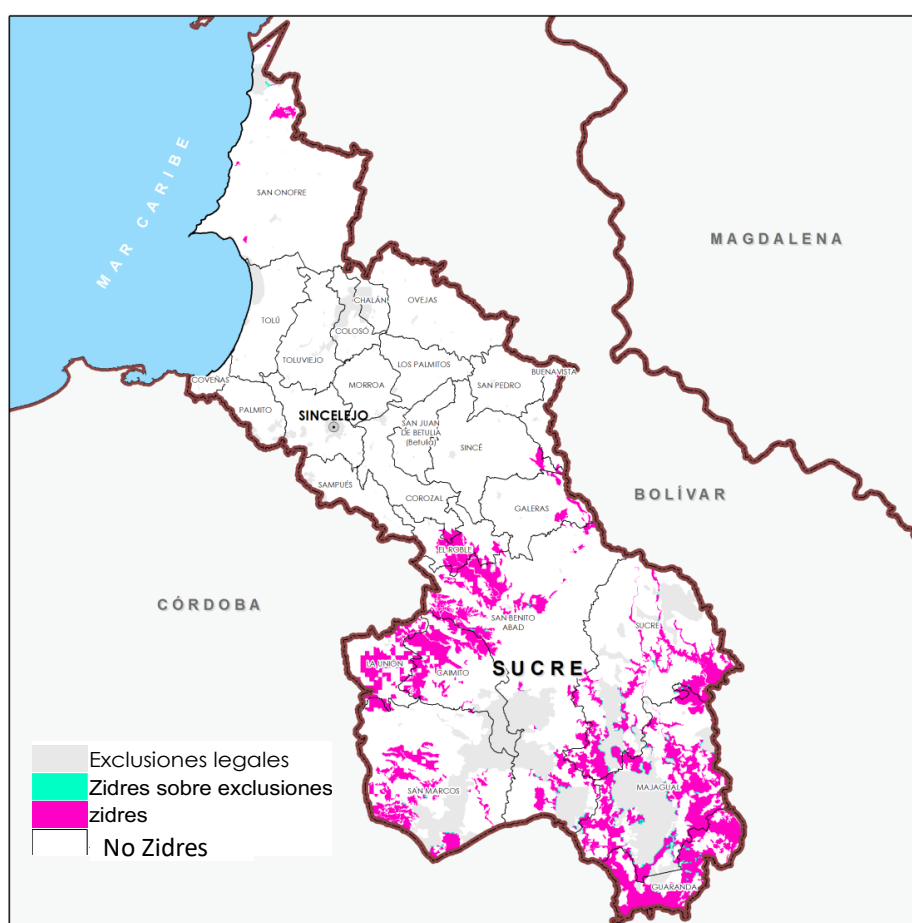 MAR CARIBE
SAN ONOFRE
MAGDALENA
CHALÁN
OVEJAS
TOLÚ
COLOSÓ
TOLUVIEJO
LOS PALMITOS
COVEÑAS
MORROA
SAN PEDRO
BUENAVISTA
PALMITO
SINCELEJO
SAN JUAN
DE BETULIA
(Betulia)
SINCÉ
SAMPUÉS
COROZAL
GALERAS
BOLÍVAR
EL ROBLE
CÓRDOBA
SAN BENITO
ABAD
SUCRE
LA UNIÓN
CAIMITO
SUCRE
SAN MARCOS
MAJAGUAL
GUARANDA
Exclusiones legales
Zidres sobre exclusiones
zidres
No Zidres